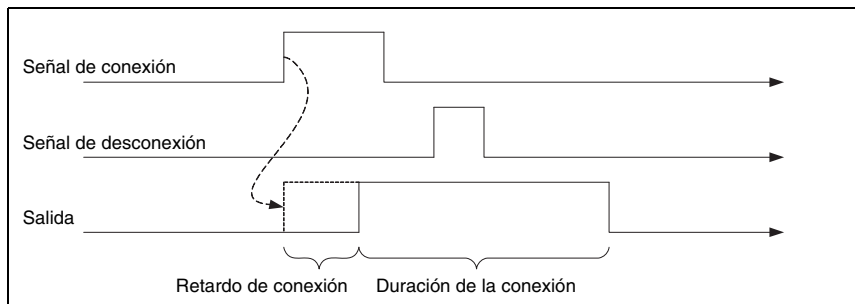 Señal de conexión
Señal de desconexión
Salida
Retardo de conexión
Duración de la conexión